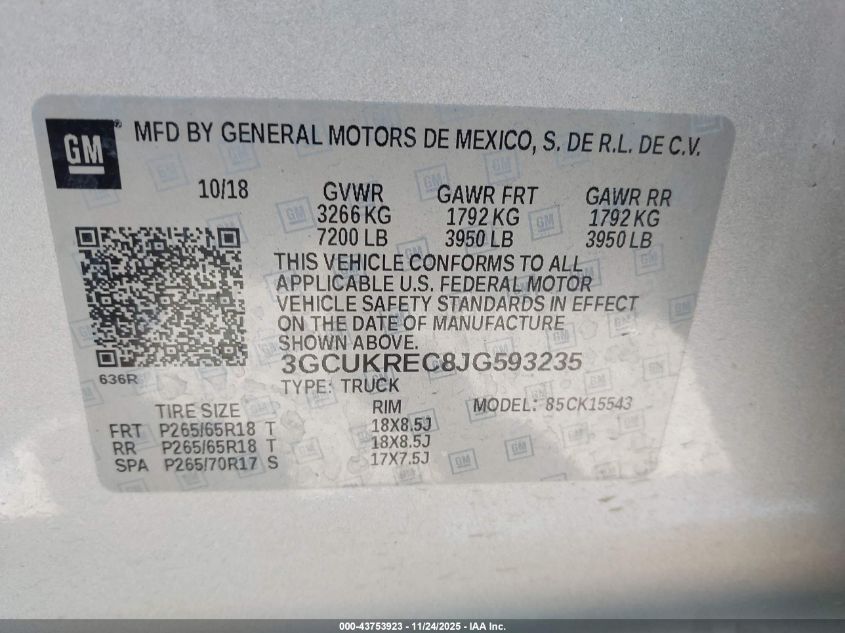 GM
MFD BY GENERAL MOTORS DE MEXICO, S. DE R.L. DE C.V.
10/18 GVWR GAWR FRT GAWR RR
3266 KG 1792 KG 1792 KG
7200 LB 3950 LB 3950 LB
THIS VEHICLE CONFORMS TO ALL
APPLICABLE U.S. FEDERAL MOTOR
VEHICLE SAFETY STANDARDS IN EFFECT
ON THE DATE OF MANUFACTURE
SHOWN ABOVE.
3GCUKREC8JG593235
636R
TYPE: TRUCK
TIRE SIZE RIM MODEL: 85CK15543
FRT P265/65R18 T 18X8.5J
RR P265/65R18 T 18X8.5J
SPA P265/70R17 S 17X7.5J
000-43753923 - 11/24/2025 - IAA Inc.